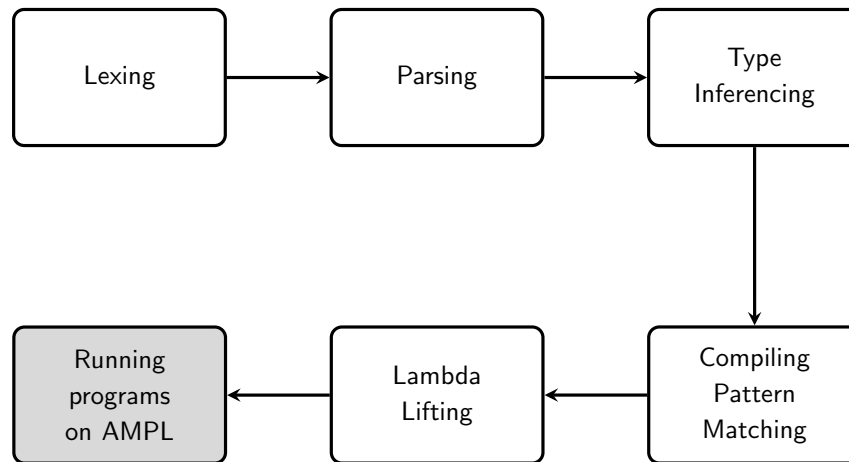 Lexing
Parsing
Type
Inferencing
Compiling
Pattern
Matching
Lambda
Lifting
Running
programs
on AMPL